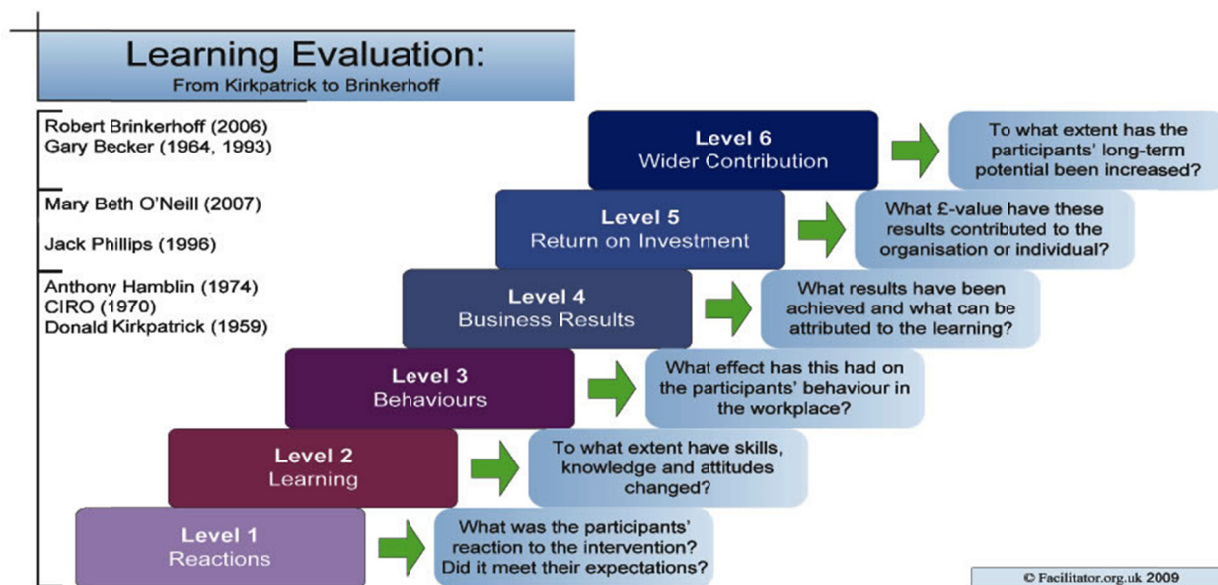 Learning Evaluation:
From Kirkpatrick to Brinkerhoff
Robert Brinkerhoff (2006)
Gary Becker (1964, 1993)
Mary Beth O'Neill (2007)
Jack Phillips (1996)
Anthony Hamblin (1974)
CIRO (1970)
Donald Kirkpatrick (1959)
Level 6
Wider Contribution
To what extent has the
participants' long-term
potential been increased?
Level 5
Return on Investment
What £-value have these
results contributed to the
organisation or individual?
Level 4
Business Results
What results have been
achieved and what can be
attributed to the learning?
Level 3
Behaviours
What effect has this had on
the participants' behaviour in
the workplace?
Level 2
Learning
To what extent have skills,
knowledge and attitudes
changed?
Level 1
Reactions
What was the participants'
reaction to the intervention?
Did it meet their expectations?
© Facilitator.org.uk 2009